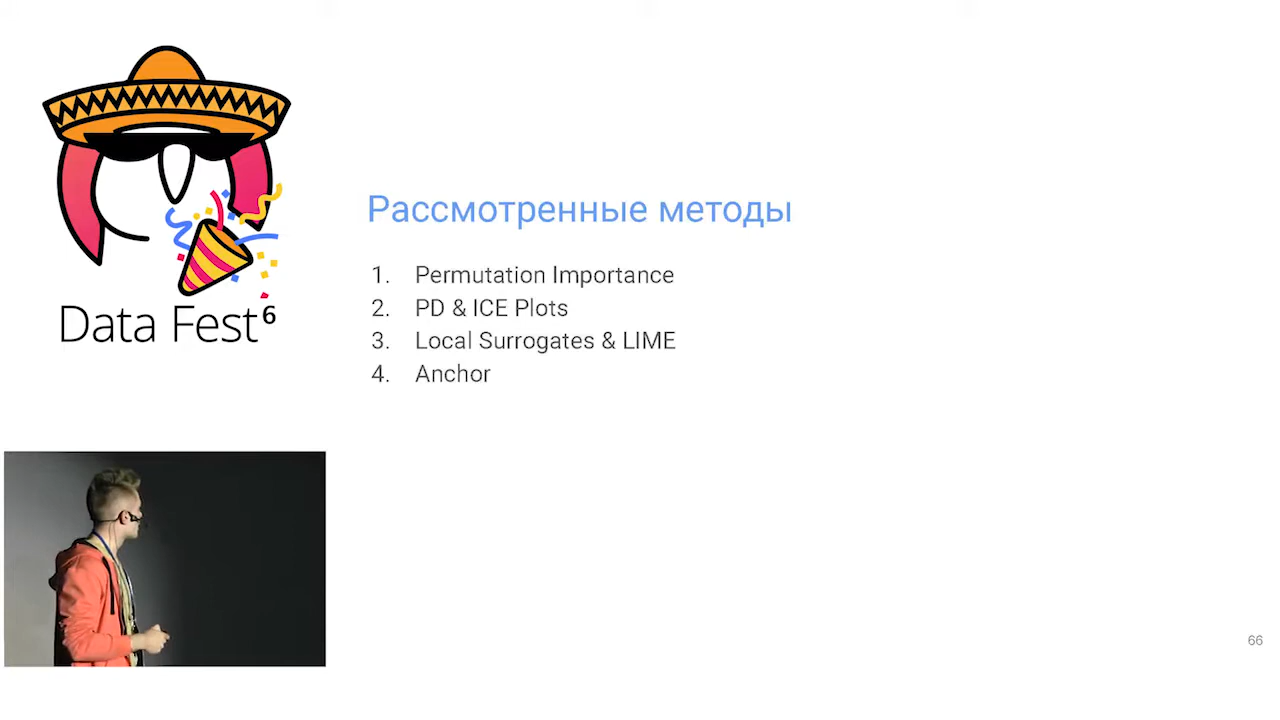 Data Fest⁶
Рассмотренные методы
1. Permutation Importance
2. PD & ICE Plots
3. Local Surrogates & LIME
4. Anchor
66